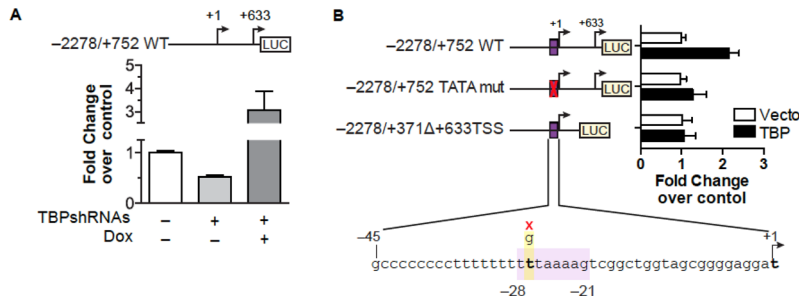 A
+1 +633
–2278/+752 WT
LUC
Fold Change
over control
5
4
3
1
0
TBPshRNAs – + +
Dox – – +
B
+1 +633
–2278/+752 WT
LUC
–2278/+752 TATA mut
LUC
–2278/+371Δ+633TSS
LUC
Vecto
TBP
0 1 2 3
Fold Change
over contol
x
–45 g +1
gcccccccccttttttttttaaaagtcggctggtagcggggaggat
–28 –21